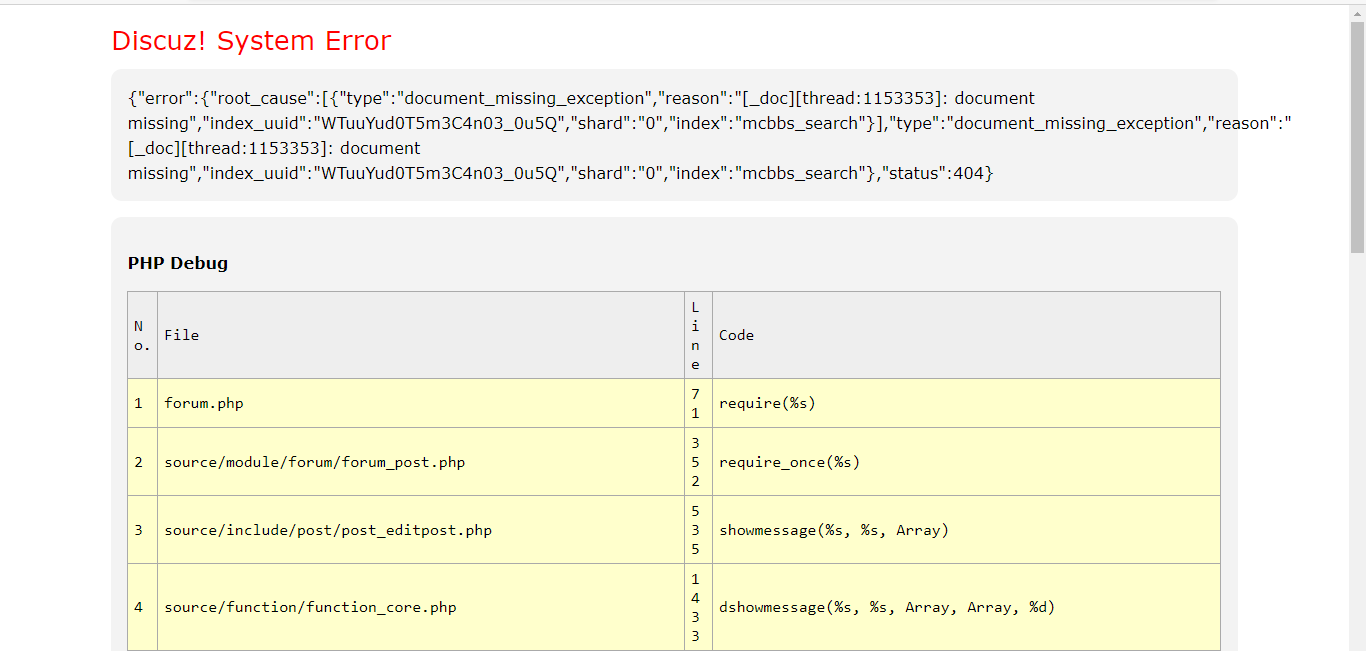 Discuz! System Error
{"error":{"root_cause":[{"type":"document_missing_exception","reason":"[_doc][thread:1153353]: document
missing","index_uuid":"WTuuYud0T5m3C4n03_0u5Q","shard":"0","index":"mcbbs_search"}],"type":"document_missing_exception","reason":"
[_doc][thread:1153353]: document
missing","index_uuid":"WTuuYud0T5m3C4n03_0u5Q","shard":"0","index":"mcbbs_search"},"status":404}
PHP Debug
No. File Line Code
1 forum.php 71 require(%s)
2 source/module/forum/forum_post.php 352 require_once(%s)
3 source/include/post/post_editpost.php 535 showmessage(%s, %s, Array)
4 source/function/function_core.php 1433 dshowmessage(%s, %s, Array, Array, %d)